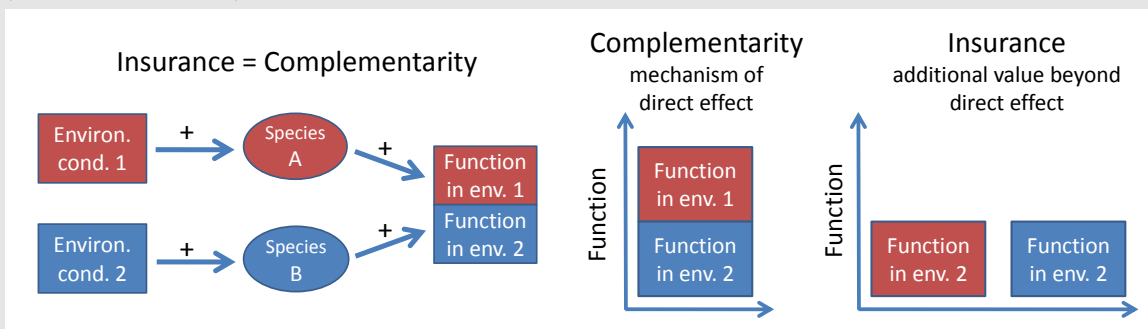 Insurance = Complementarity
Environ.
cond. 1
+
Species
A
+
Function
in env. 1
Environ.
cond. 2
+
Species
B
+
Function
in env. 2
Complementarity
mechanism of
direct effect
Function
Function
in env. 1
Function
in env. 2
Insurance
additional value beyond
direct effect
Function
Function
in env. 2
Function
in env. 2